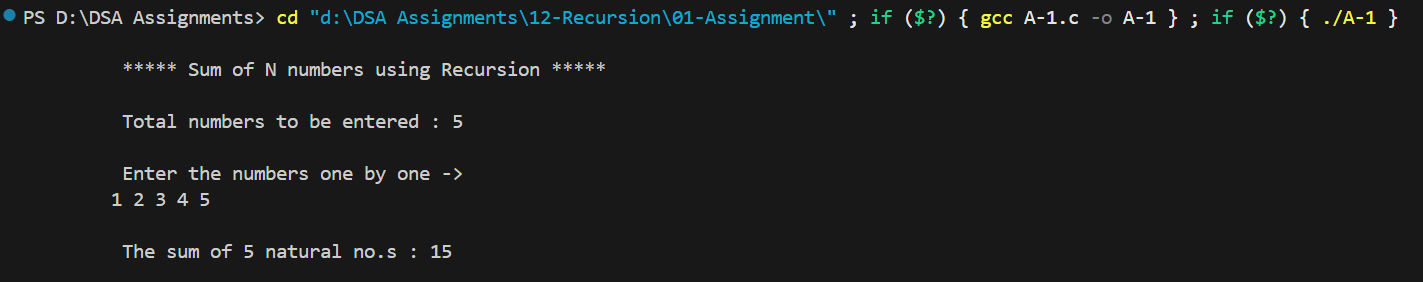 PS D:\DSA Assignments> cd "d:\DSA Assignments\12-Recursion\01-Assignment\" ; if ($?) { gcc A-1.c -o A-1 } ; if ($?) { ./A-1 }
***** Sum of N numbers using Recursion *****
Total numbers to be entered : 5
Enter the numbers one by one ->
1 2 3 4 5
The sum of 5 natural no.s : 15